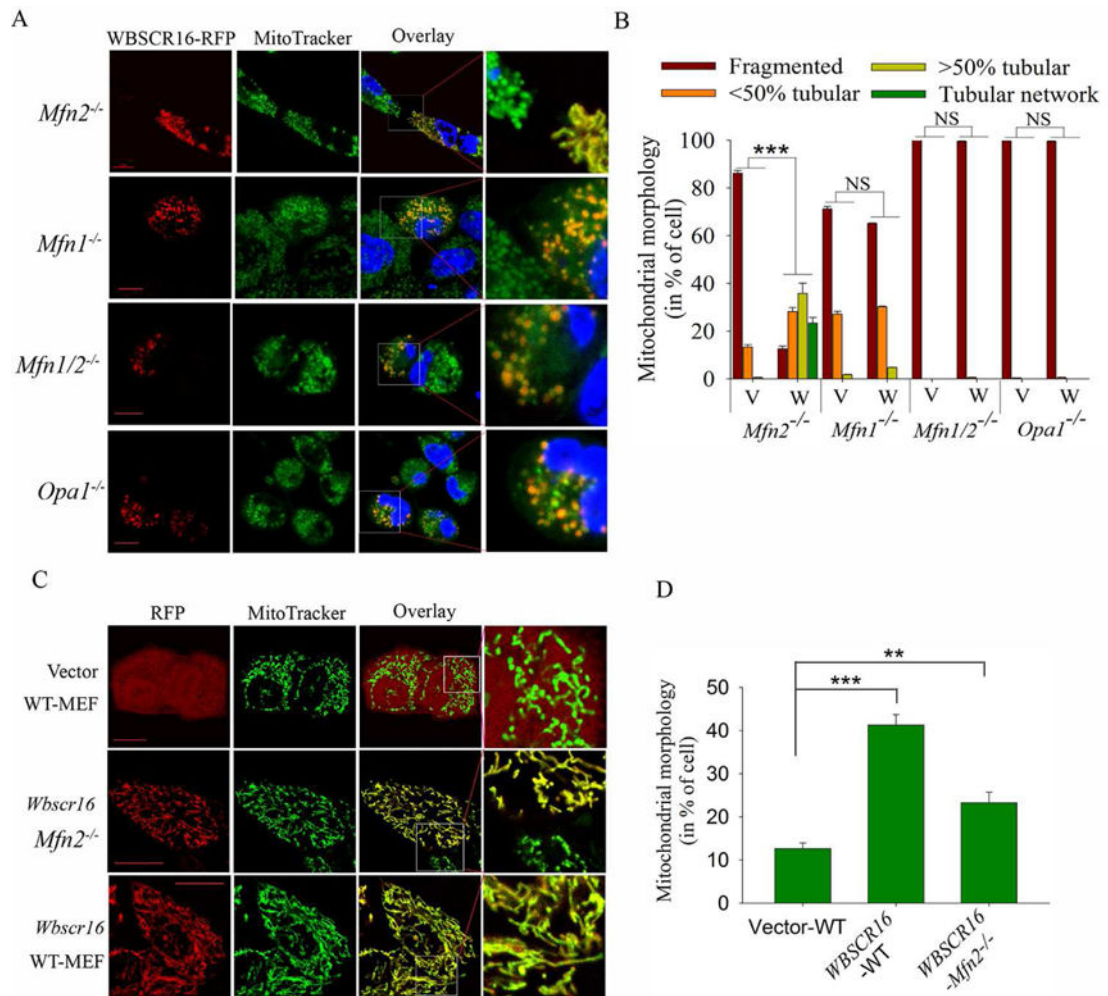 A
WBSCR16-RFP MitoTracker Overlay
Mfn2-/-
Mfn1-/-
Mfn1/2-/-
Opa1-/-
B
Fragmented >50% tubular
<50% tubular Tubular network
Mitochondrial morphology
(in % of cell)
100
80
60
40
20
0
*** NS NS NS
V W V W V W V W
Mfn2-/- Mfn1-/- Mfn1/2-/- Opa1-/-
C
RFP MitoTracker Overlay
Vector
WT-MEF
Wbscr16
Mfn2-/-
Wbscr16
WT-MEF
D
Mitochondrial morphology
(in % of cell)
50
40
30
20
10
0
**
***
Vector-WT
WBSCR16
-WT
WBSCR16
-Mfn2-/-